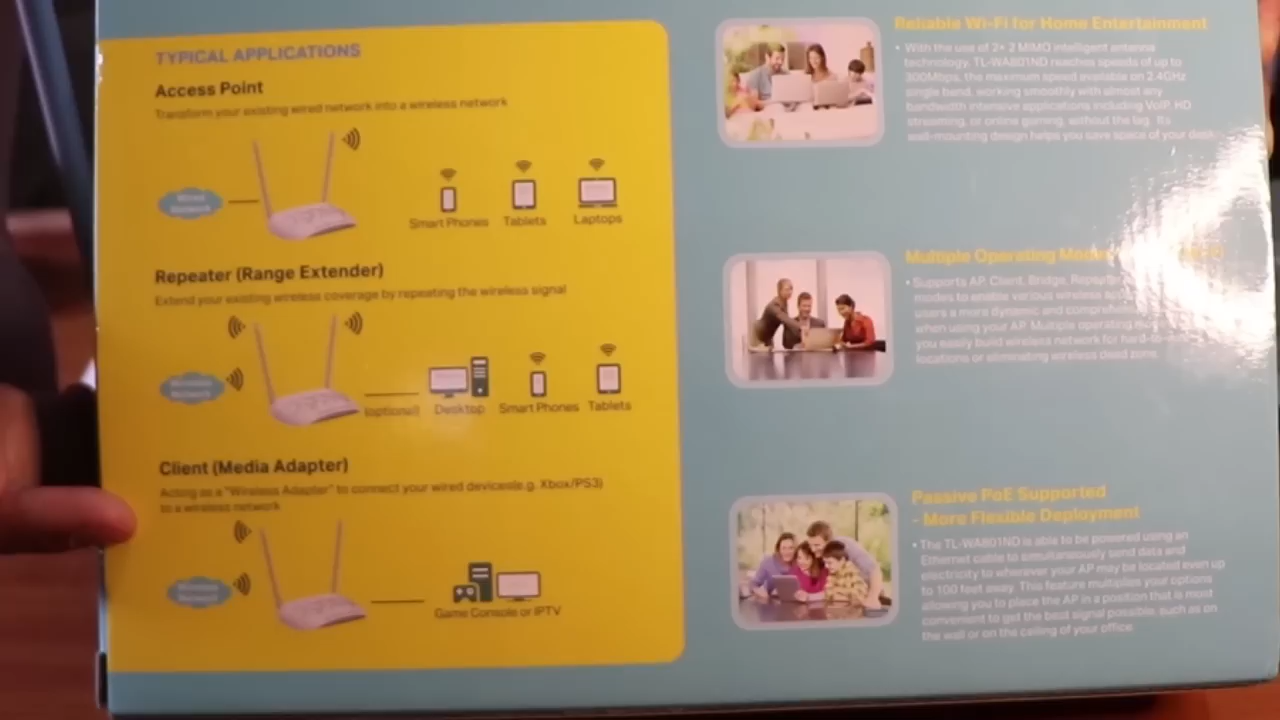 TYPICAL APPLICATIONS
Access Point
Transform your existing wired network into a wireless network
Wired
Network
Smart Phones
Tablets
Laptops
Repeater (Range Extender)
Extend your existing wireless coverage by repeating the wireless signal
Wireless
Network
(optional)
Desktop
Smart Phones
Tablets
Client (Media Adapter)
Acting as a "Wireless Adapter" to connect your wired devices(e.g. Xbox/PS3)
to a wireless network
Wireless
Network
Game Console or IPTV
Reliable Wi-Fi for Home Entertainment
• With the use of 2× 2 MIMO intelligent antenna
technology, TL-WA801ND reaches speeds of up to
300Mbps, the maximum speed available on 2.4GHz
single band, working smoothly with almost any
bandwidth intensive applications including VoIP, HD
streaming, or online gaming, without the lag. Its
wall-mounting design helps you save space of your desk
Multiple Operating
• Supports AP, Client, Bridge,
modes to enable various wireless
users a more dynamic and
when using your AP. Multiple operating
you easily build wireless network for
locations or eliminating wireless dead zone.
Passive PoE Supported
- More Flexible Deployment
• The TL-WA801ND is able to be powered using an
Ethernet cable to simultaneously send data and
electricity to wherever your AP may be located even up
to 100 feet away. This feature multiplies your options
allowing you to place the AP in a position that is most
convenient to get the best signal possible, such as on
the wall or on the ceiling of your office.